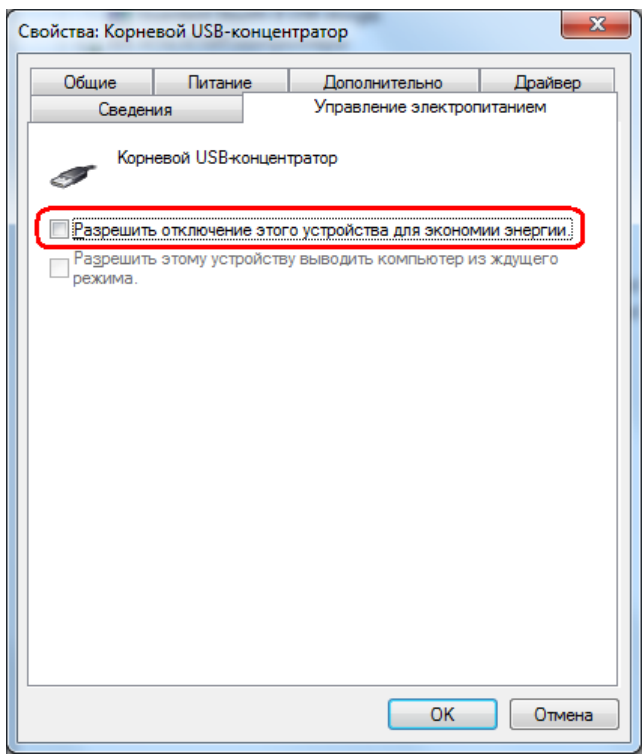 Свойства: Корневой USB-концентратор
Общие
Питание
Дополнительно
Драйвер
Сведения
Управление электропитанием
Корневой USB-концентратор
Разрешить отключение этого устройства для экономии энергии.
Разрешить этому устройству выводить компьютер из ждущего
режима.
OK
Отмена